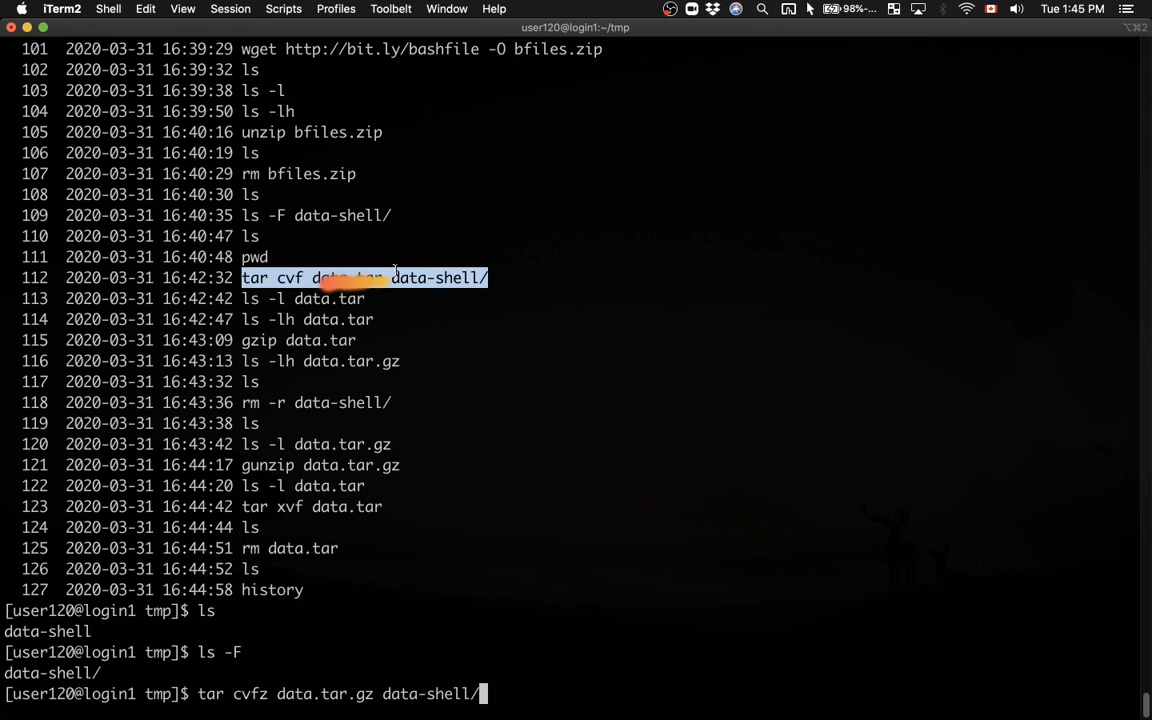 iTerm2 Shell Edit View Session Scripts Profiles Toolbelt Window Help 98%... Tue 1:45 PM
user120@login1:~/tmp ⌥⌘2
101 2020-03-31 16:39:29 wget http://bit.ly/bashfile -O bfiles.zip
102 2020-03-31 16:39:32 ls
103 2020-03-31 16:39:38 ls -l
104 2020-03-31 16:39:50 ls -lh
105 2020-03-31 16:40:16 unzip bfiles.zip
106 2020-03-31 16:40:19 ls
107 2020-03-31 16:40:29 rm bfiles.zip
108 2020-03-31 16:40:30 ls
109 2020-03-31 16:40:35 ls -F data-shell/
110 2020-03-31 16:40:47 ls
111 2020-03-31 16:40:48 pwd
112 2020-03-31 16:42:32 tar cvf data.tar data-shell/
113 2020-03-31 16:42:42 ls -l data.tar
114 2020-03-31 16:42:47 ls -lh data.tar
115 2020-03-31 16:43:09 gzip data.tar
116 2020-03-31 16:43:13 ls -lh data.tar.gz
117 2020-03-31 16:43:32 ls
118 2020-03-31 16:43:36 rm -r data-shell/
119 2020-03-31 16:43:38 ls
120 2020-03-31 16:43:42 ls -l data.tar.gz
121 2020-03-31 16:44:17 gunzip data.tar.gz
122 2020-03-31 16:44:20 ls -l data.tar
123 2020-03-31 16:44:42 tar xvf data.tar
124 2020-03-31 16:44:44 ls
125 2020-03-31 16:44:51 rm data.tar
126 2020-03-31 16:44:52 ls
127 2020-03-31 16:44:58 history
[user120@login1 tmp]$ ls
data-shell
[user120@login1 tmp]$ ls -F
data-shell/
[user120@login1 tmp]$ tar cvfz data.tar.gz data-shell/